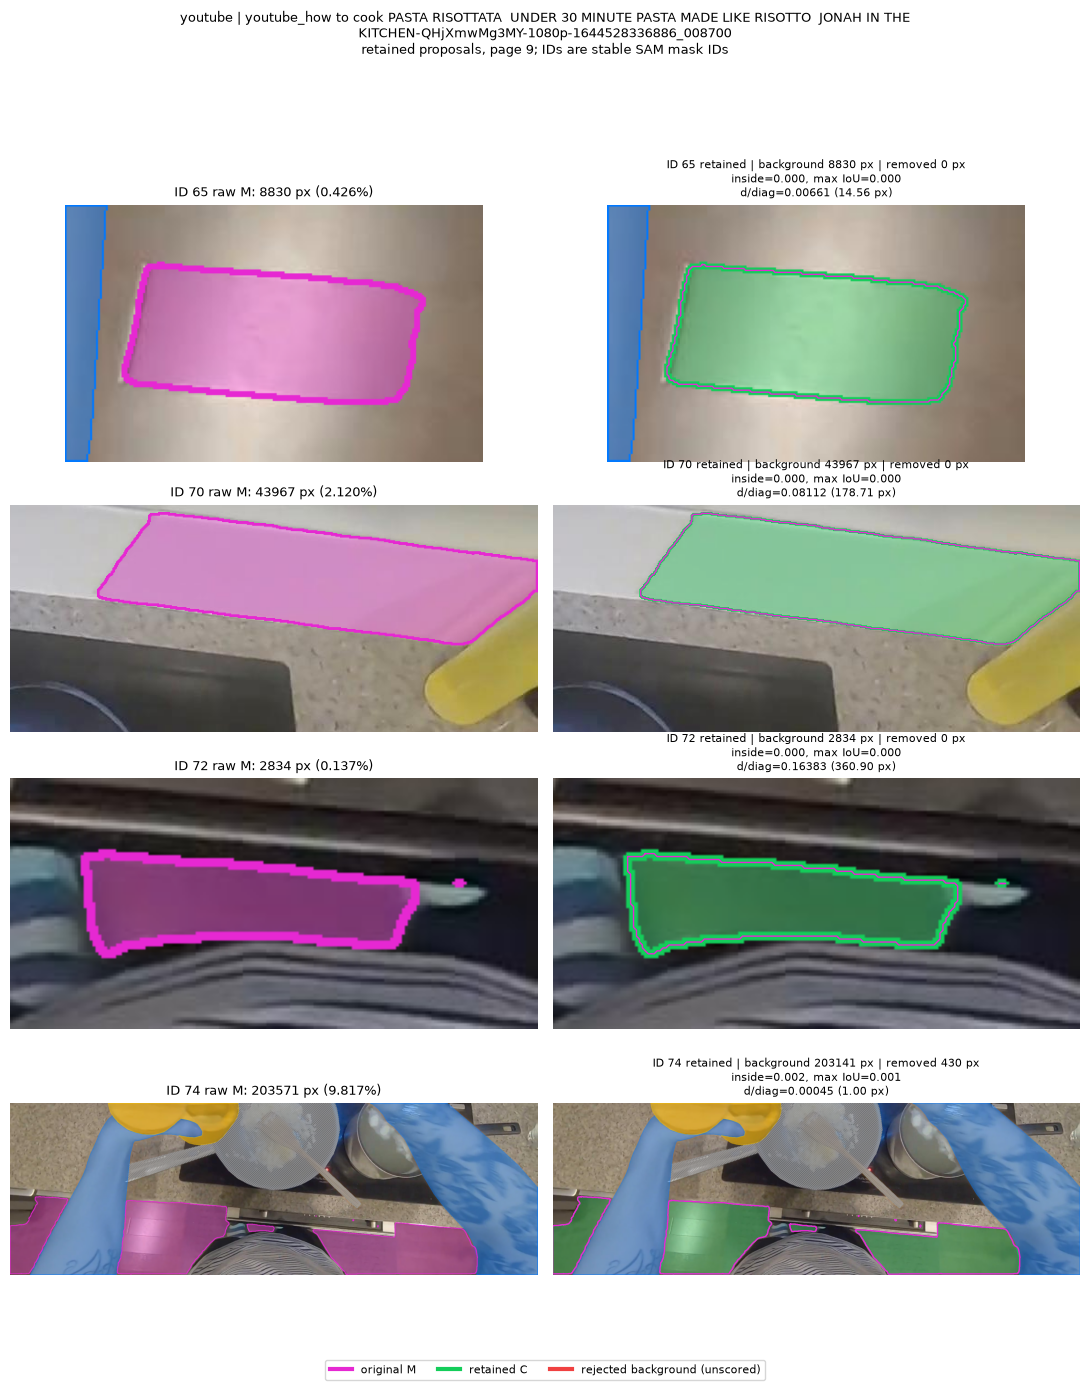 youtube | youtube_how to cook PASTA RISOTTATA  UNDER 30 MINUTE PASTA MADE LIKE RISOTTO  JONAH IN THE
KITCHEN-QHjXmwMg3MY-1080p-1644528336886_008700
retained proposals, page 9; IDs are stable SAM mask IDs
ID 65 raw M: 8830 px (0.426%)
ID 65 retained | background 8830 px | removed 0 px
inside=0.000, max IoU=0.000
d/diag=0.00661 (14.56 px)
ID 70 raw M: 43967 px (2.120%)
ID 70 retained | background 43967 px | removed 0 px
inside=0.000, max IoU=0.000
d/diag=0.08112 (178.71 px)
ID 72 raw M: 2834 px (0.137%)
ID 72 retained | background 2834 px | removed 0 px
inside=0.000, max IoU=0.000
d/diag=0.16383 (360.90 px)
ID 74 raw M: 203571 px (9.817%)
ID 74 retained | background 203141 px | removed 430 px
inside=0.002, max IoU=0.001
d/diag=0.00045 (1.00 px)
original M
retained C
rejected background (unscored)